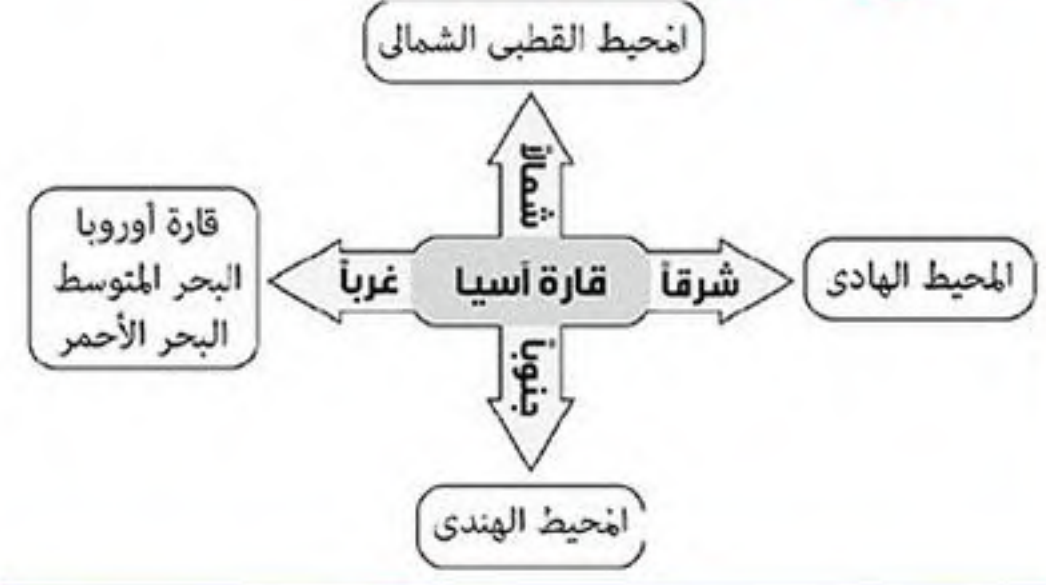 المحيط القطبى الشمالى
شمالاً
قارة أوروبا
البحر المتوسط
البحر الأحمر
غرباً
قارة آسيا
شرقاً
المحيط الهادى
جنوباً
المحيط الهندى